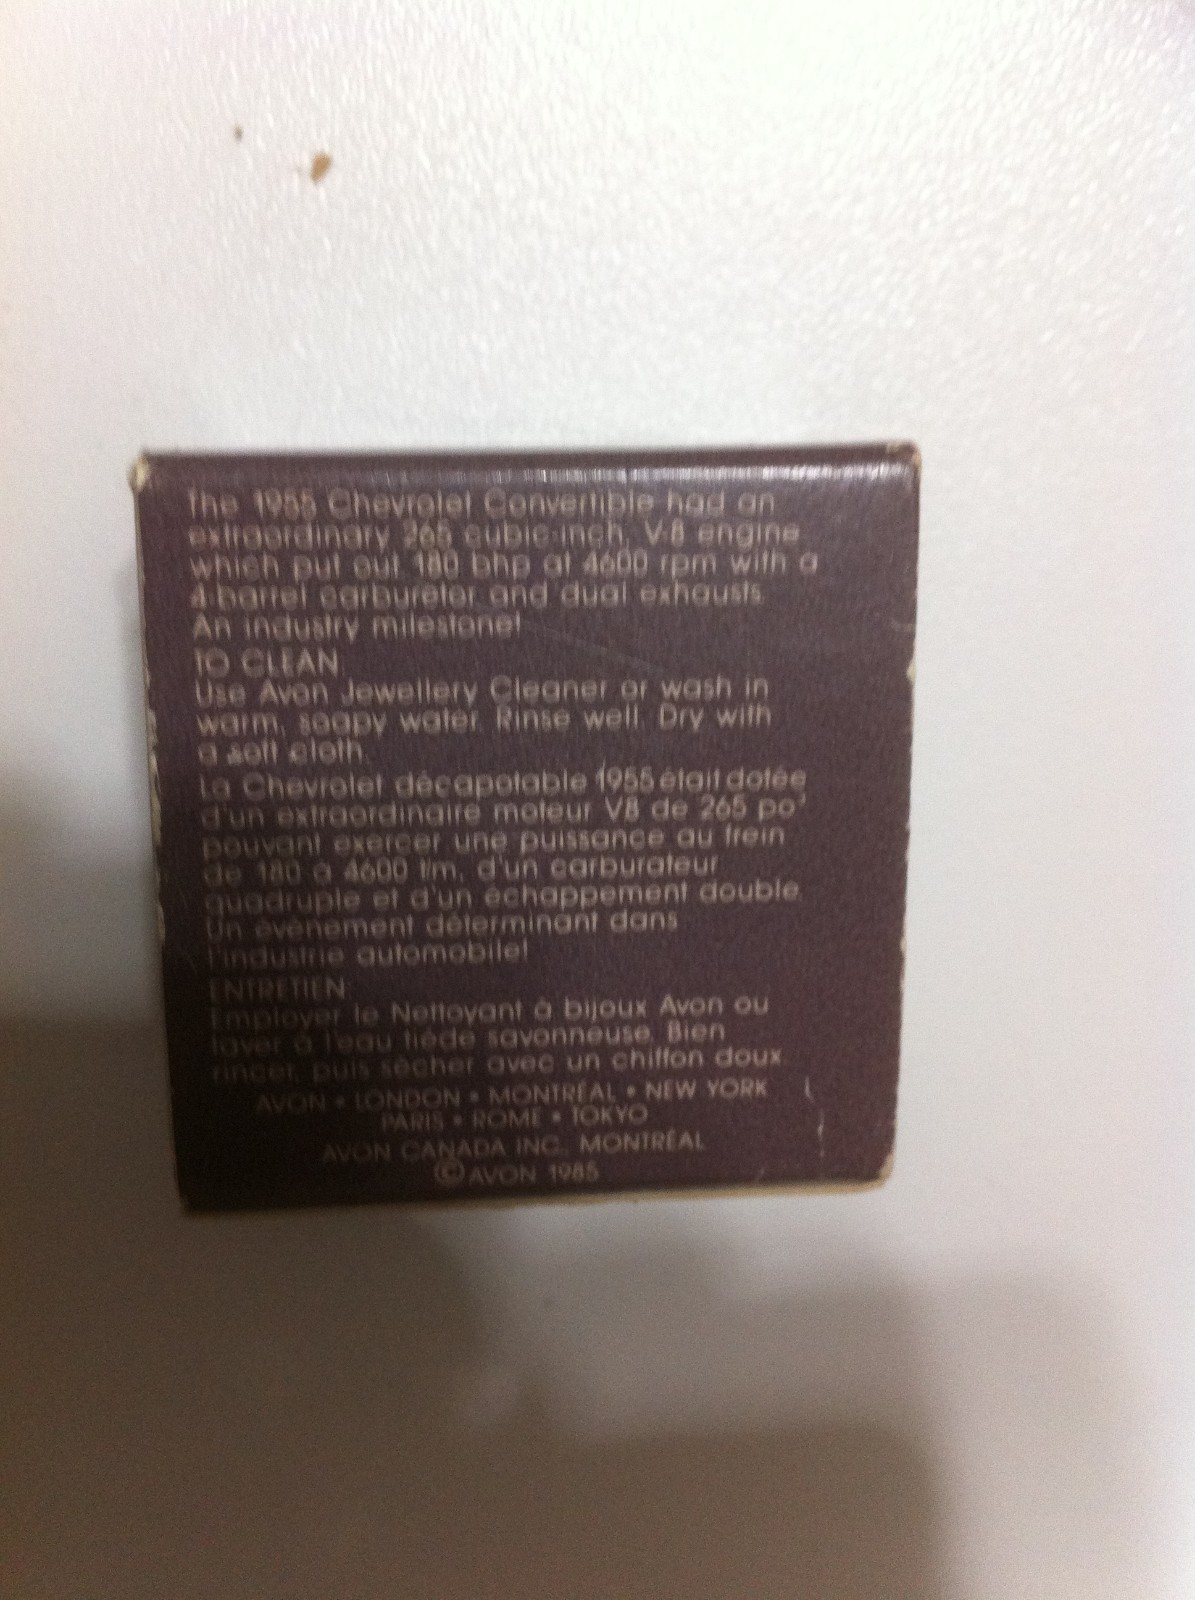 The 1955 Chevrolet Convertible had an
extraordinary 265 cubic-inch, V-8 engine
which put out 180 bhp at 4600 rpm with a
4-barrel carburetor and dual exhausts.
An industry milestone!
TO CLEAN:
Use Avon Jewellery Cleaner or wash in
warm, soapy water. Rinse well. Dry with
a soft cloth.
La Chevrolet décapotable 1955 était dotée
d'un extraordinaire moteur V8 de 265 po³
pouvant exercer une puissance au frein
de 180 à 4600 t/m, d'un carburateur
quadruple et d'un échappement double.
Un événement déterminant dans
l'industrie automobile!
ENTRETIEN:
Employer le Nettoyant à bijoux Avon ou
laver à l'eau tiède savonneuse. Bien
rincer, puis sécher avec un chiffon doux.
AVON • LONDON • MONTRÉAL • NEW YORK
PARIS • ROME • TOKYO
AVON CANADA INC., MONTRÉAL
© AVON 1985